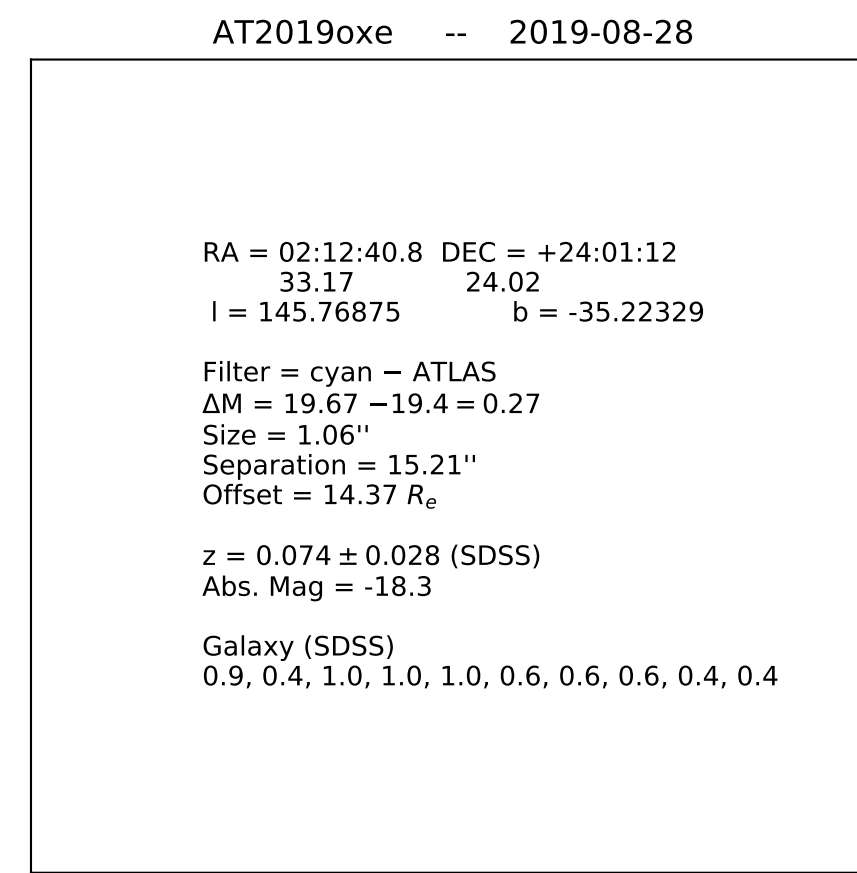 AT2019oxe -- 2019-08-28
RA = 02:12:40.8 DEC = +24:01:12
33.17 24.02
l = 145.76875 b = -35.22329
Filter = cyan − ATLAS
ΔM = 19.67 −19.4 = 0.27
Size = 1.06''
Separation = 15.21''
Offset = 14.37 Rₑ
z = 0.074 ± 0.028 (SDSS)
Abs. Mag = -18.3
Galaxy (SDSS)
0.9, 0.4, 1.0, 1.0, 1.0, 0.6, 0.6, 0.6, 0.4, 0.4